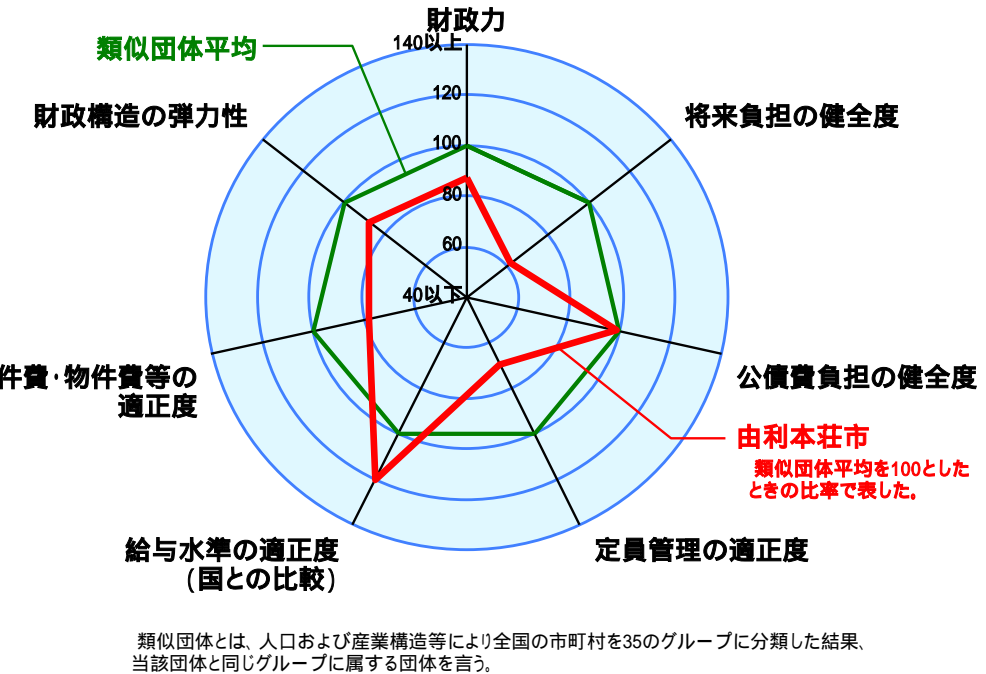 財政力
140以上
類似団体平均
120
財政構造の弾力性
将来負担の健全度
100
80
60
40以下
件費・物件費等の
適正度
公債費負担の健全度
由利本荘市
類似団体平均を100とした
ときの比率で表した。
給与水準の適正度
(国との比較)
定員管理の適正度
類似団体とは、人口および産業構造等により全国の市町村を35のグループに分類した結果、
当該団体と同じグループに属する団体を言う。